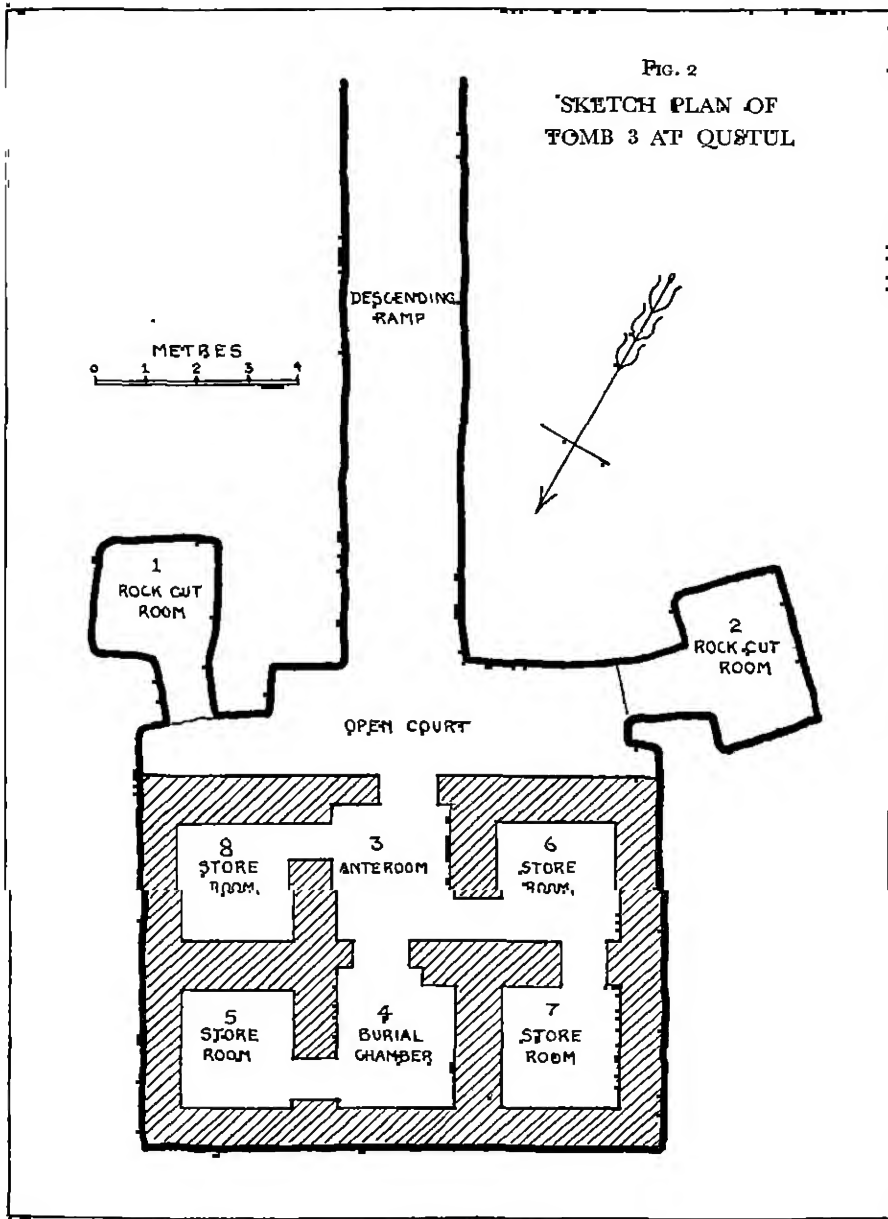 FIG. 2
SKETCH PLAN OF
TOMB 3 AT QUSTUL
DESCENDING
RAMP
METRES
0 1 2 3 4
1
ROCK CUT
ROOM
2
ROCK CUT
ROOM
OPEN COURT
8
STORE
ROOM.
3
ANTEROOM
6
STORE
ROOM.
5
STORE
ROOM
4
BURIAL
CHAMBER
7
STORE
ROOM